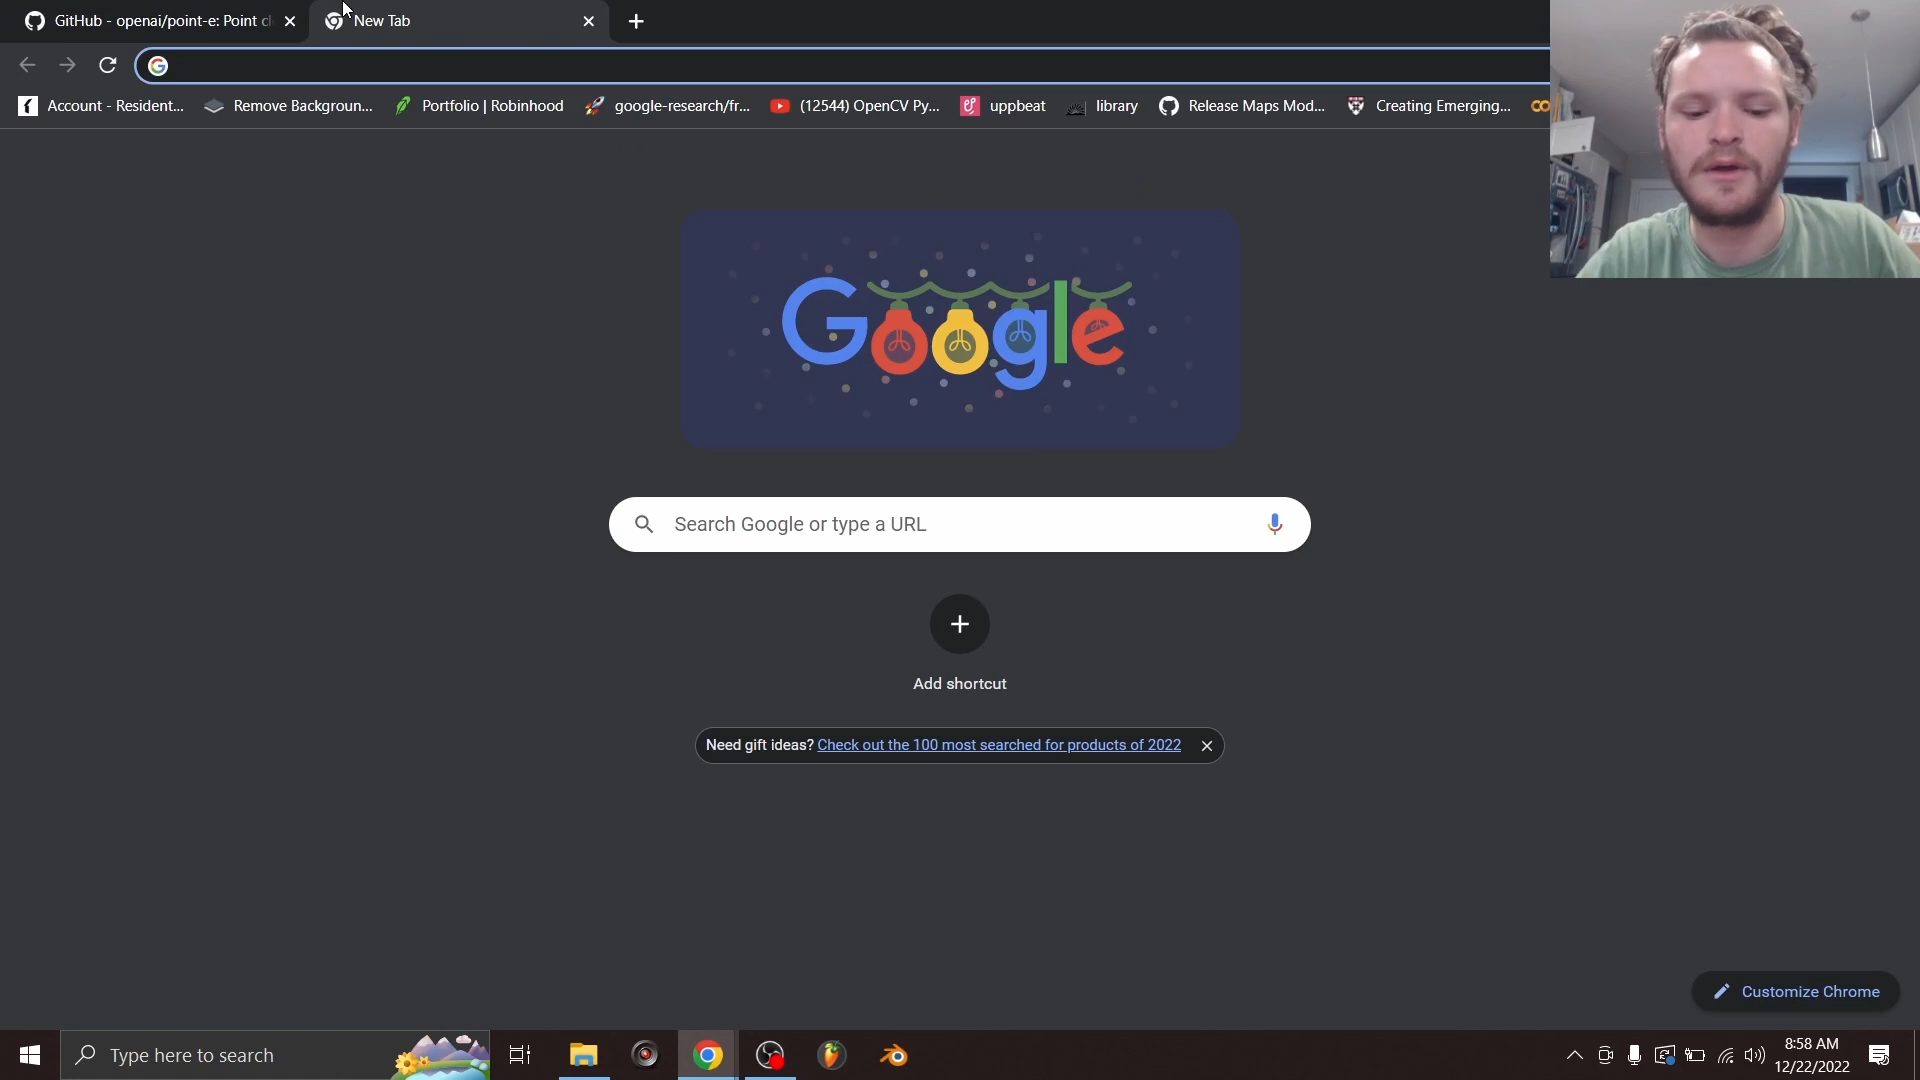 GitHub - openai/point-e: Point cl
New Tab
Account - Resident...
Remove Backgroun...
Portfolio | Robinhood
google-research/fr...
(12544) OpenCV Py...
uppbeat
library
Release Maps Mod...
Creating Emerging...
Google
Search Google or type a URL
Add shortcut
Need gift ideas? Check out the 100 most searched for products of 2022
Customize Chrome
Type here to search
8:58 AM
12/22/2022